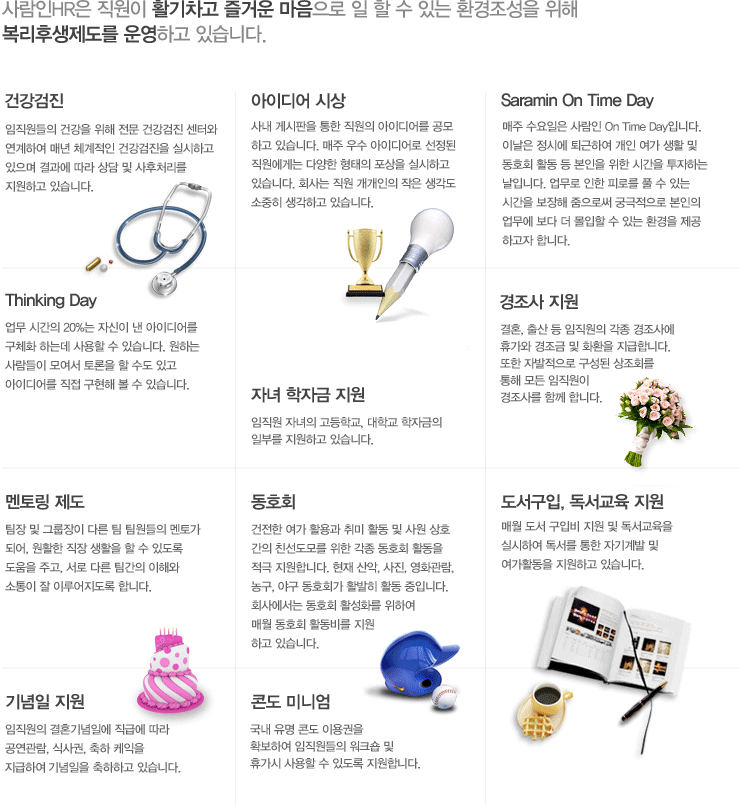 사람인HR은 직원이 활기차고 즐거운 마음으로 일 할 수 있는 환경조성을 위해
복리후생제도를 운영하고 있습니다.
건강검진
임직원들의 건강을 위해 전문 건강검진 센터와
연계하여 매년 체계적인 건강검진을 실시하고
있으며 결과에 따라 상담 및 사후처리를
지원하고 있습니다.
아이디어 시상
사내 게시판을 통한 직원의 아이디어를 공모
하고 있습니다. 매주 우수 아이디어로 선정된
직원에게는 다양한 형태의 포상을 실시하고
있습니다. 회사는 직원 개개인의 작은 생각도
소중히 생각하고 있습니다.
Saramin On Time Day
매주 수요일은 사람인 On Time Day입니다.
이날은 정시에 퇴근하여 개인 여가 생활 및
동호회 활동 등 본인을 위한 시간을 투자하는
날입니다. 업무로 인한 피로를 풀 수 있는
시간을 보장해 줌으로써 궁극적으로 본인의
업무에 보다 더 몰입할 수 있는 환경을 제공
하고자 합니다.
Thinking Day
업무 시간의 20%는 자신이 낸 아이디어를
구체화 하는데 사용할 수 있습니다. 원하는
사람들이 모여서 토론을 할 수도 있고
아이디어를 직접 구현해 볼 수 있습니다.
자녀 학자금 지원
임직원 자녀의 고등학교, 대학교 학자금의
일부를 지원하고 있습니다.
경조사 지원
결혼, 출산 등 임직원의 각종 경조사에
휴가와 경조금 및 화환을 지급합니다.
또한 자발적으로 구성된 상조회를
통해 모든 임직원이
경조사를 함께 합니다.
멘토링 제도
팀장 및 그룹장이 다른 팀 팀원들의 멘토가
되어, 원활한 직장 생활을 할 수 있도록
도움을 주고, 서로 다른 팀간의 이해와
소통이 잘 이루어지도록 합니다.
동호회
건전한 여가 활용과 취미 활동 및 사원 상호
간의 친선도모를 위한 각종 동호회 활동을
적극 지원합니다. 현재 산악, 사진, 영화관람,
농구, 야구 동호회가 활발히 활동 중입니다.
회사에서는 동호회 활성화를 위하여
매월 동호회 활동비를 지원
하고 있습니다.
도서구입, 독서교육 지원
매월 도서 구입비 지원 및 독서교육을
실시하여 독서를 통한 자기계발 및
여가활동을 지원하고 있습니다.
기념일 지원
임직원의 결혼기념일에 직급에 따라
공연관람, 식사권, 축하 케익을
지급하여 기념일을 축하하고 있습니다.
콘도 미니엄
국내 유명 콘도 이용권을
확보하여 임직원들의 워크숍 및
휴가시 사용할 수 있도록 지원합니다.